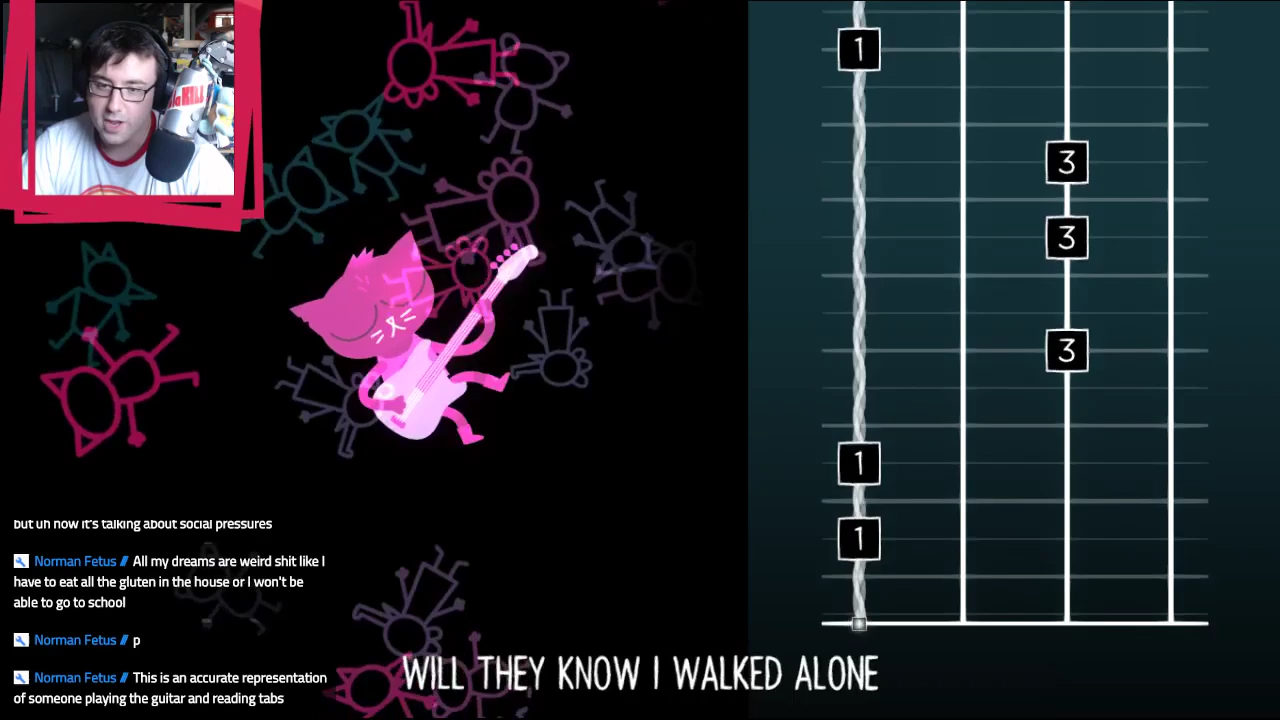 1
3
3
3
1
1
but uh now it's talking about social pressures
Norman Fetus // All my dreams are weird shit like I
have to eat all the gluten in the house or I won't be
able to go to school
Norman Fetus // p
Norman Fetus // This is an accurate representation
of someone playing the guitar and reading tabs
WILL THEY KNOW I WALKED ALONE